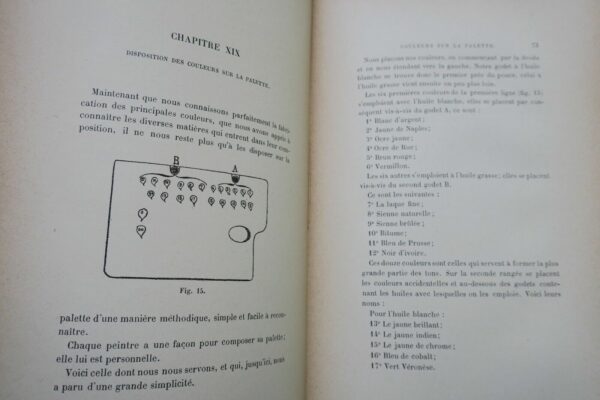 CHAPITRE XIX
DISPOSITION DES COULEURS SUR LA PALETTE.
Maintenant que nous connaissons parfaitement la fabri-
cation des principales couleurs, que nous avons appris à
connaître les diverses matières qui entrent dans leur com-
position, il ne nous reste plus qu'à les disposer sur la
B
A
Fig. 15.
palette d'une manière méthodique, simple et facile à recon-
naître.
Chaque peintre a une façon pour composer sa palette;
elle lui est personnelle.
Voici celle dont nous nous servons, et qui, jusqu'ici, nous
a paru d'une grande simplicité.
COULEURS SUR LA PALETTE. 73
Nous plaçons nos couleurs, en commençant par la droite
et en nous étendant vers la gauche. Notre godet à l'huile
blanche se trouve donc le premier près du pouce, celui à
l'huile grasse vient ensuite un peu plus loin.
Les six premières couleurs de la première ligne (fig. 15)
s'emploient avec l'huile blanche, elles se placent par con-
séquent vis-à-vis du godet A, ce sont :
1° Blanc d'argent;
2° Jaune de Naples;
3° Ocre jaune;
4° Ocre de Rue;
5° Brun rouge;
6° Vermillon.
Les six autres s'emploient à l'huile grasse; elles se placent
vis-à-vis du second godet B.
Ce sont les suivantes :
7° La laque fine;
8° Sienne naturelle;
9° Sienne brûlée;
10° Bitume;
11° Bleu de Prusse;
12° Noir d'ivoire.
Ces douze couleurs sont celles qui servent à former la plus
grande partie des tons. Sur la seconde rangée se placent
les couleurs accidentelles et au-dessous des godets conte-
nant les huiles avec lesquelles on les emploie. Voici leurs
noms :
Pour l'huile blanche :
13° Le jaune brillant;
14° Le jaune indien;
15° Le jaune de chrome;
16° Bleu de cobalt;
17° Vert Véronèse.